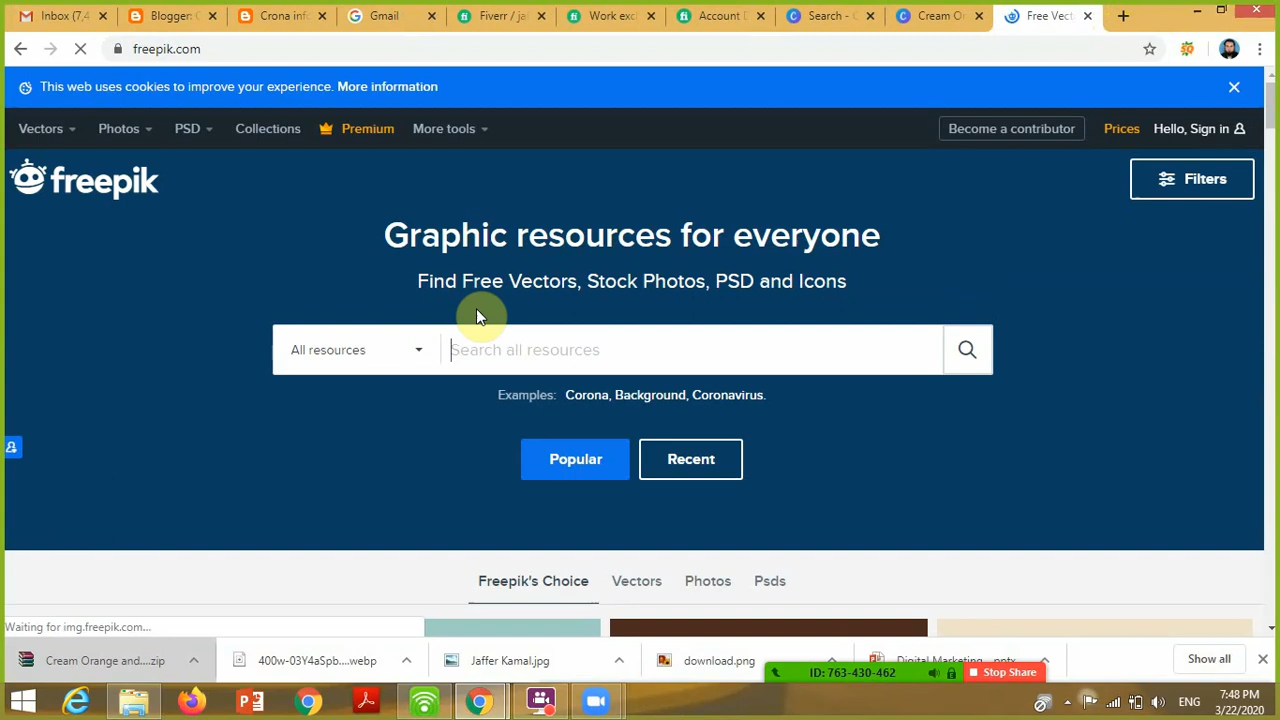 Inbox (7,4
Blogger: C
Crona info
Gmail
Fiverr / ja
Work exc
Account D
Search - C
Cream O
Free Vect
freepik.com
This web uses cookies to improve your experience. More information
Vectors
Photos
PSD
Collections
Premium
More tools
Become a contributor
Prices
Hello, Sign in
freepik
Filters
Graphic resources for everyone
Find Free Vectors, Stock Photos, PSD and Icons
All resources
Search all resources
Examples: Corona, Background, Coronavirus.
Popular
Recent
Freepik's Choice
Vectors
Photos
Psds
Waiting for img.freepik.com...
Cream Orange and....zip
400w-03Y4aSpb....webp
Jaffer Kamal.jpg
download.png
Digital Marketing
Show all
ID: 763-430-462
Stop Share
ENG
7:48 PM
3/22/2020